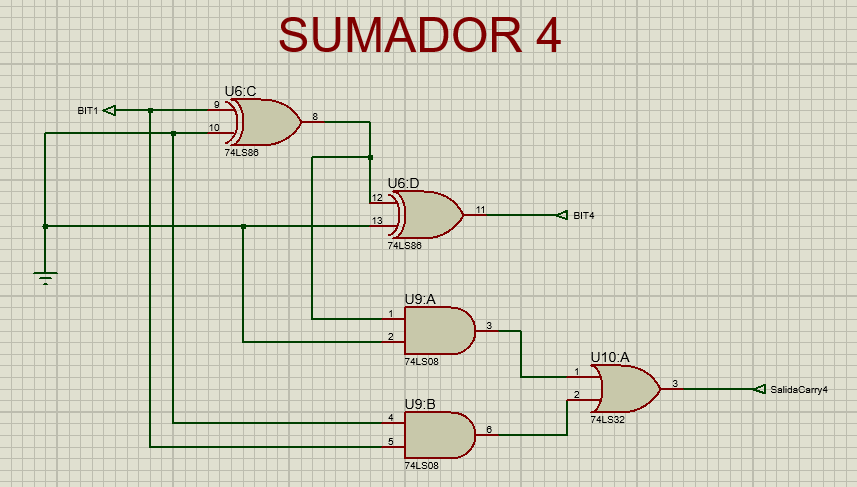 SUMADOR 4
U6:C
BIT1
9
8
10
74LS86
U6:D
12
11
BIT4
13
74LS86
U9:A
1
3
2
74LS08
U10:A
1
3
SalidaCarry4
2
74LS32
U9:B
4
6
5
74LS08